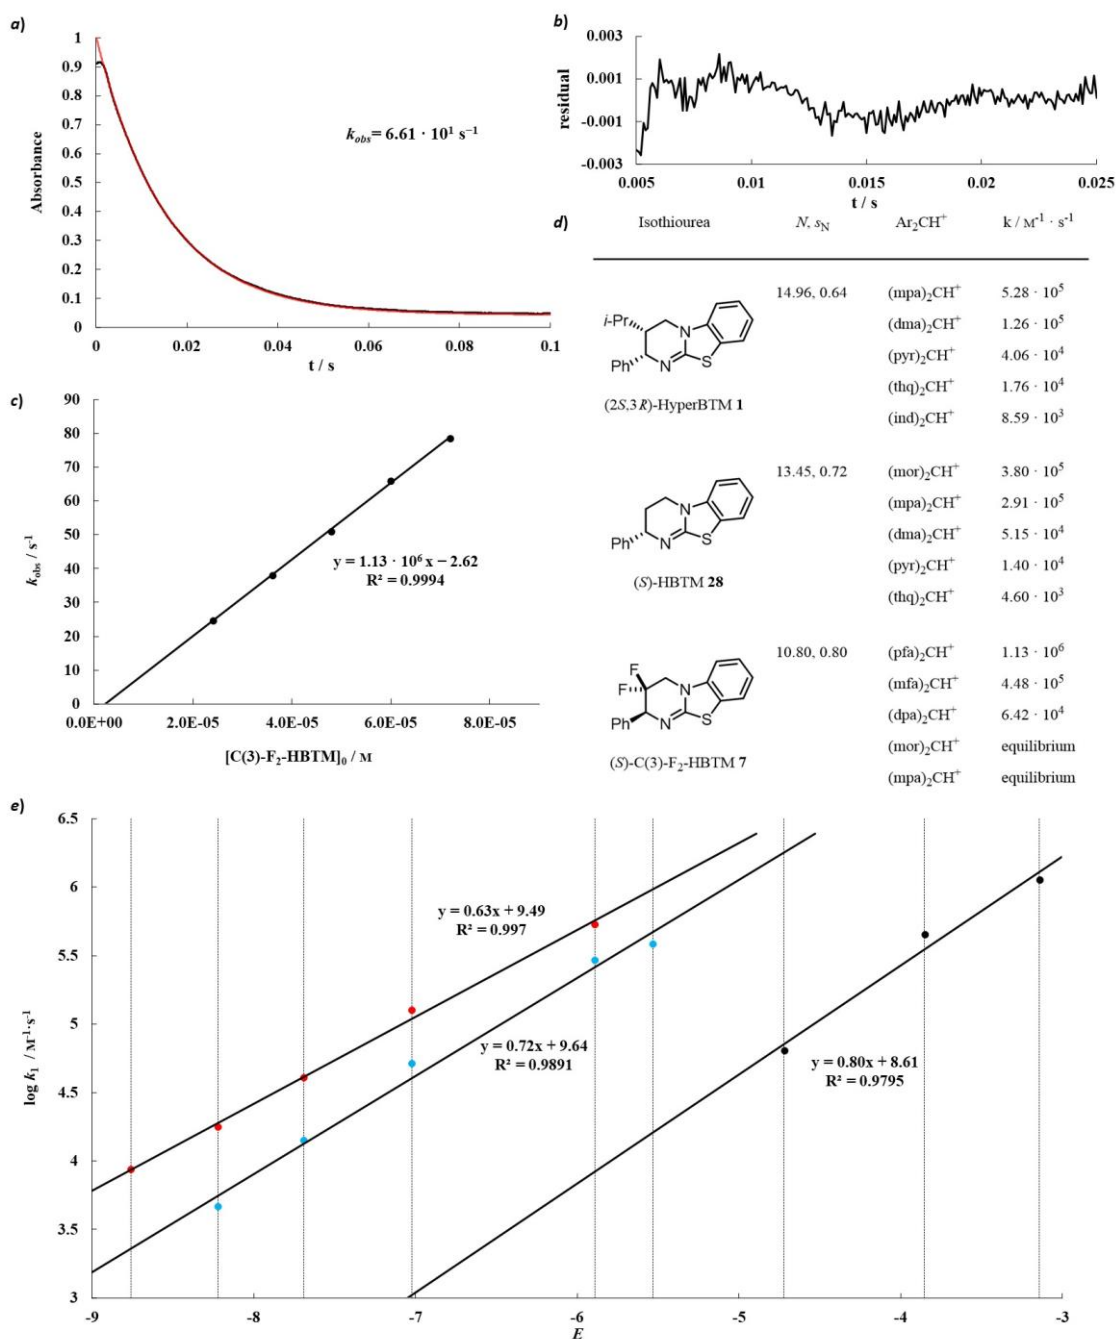 a)
Absorbance
1
0.9
0.8
0.7
0.6
0.5
0.4
0.3
0.2
0.1
0
k_obs = 6.61 · 10¹ s⁻¹
0
0.02
0.04
0.06
0.08
0.1
t / s
b)
residual
0.003
0.001
-0.001
-0.003
0.005
0.01
0.015
0.02
0.025
t / s
c)
k_obs / s⁻¹
90
80
70
60
50
40
30
20
10
0
y = 1.13 · 10⁶ x − 2.62
R² = 0.9994
0.0E+00
2.0E-05
4.0E-05
6.0E-05
8.0E-05
[C(3)-F₂-HBTM]₀ / M
d)
Isothiourea N, s_N Ar₂CH⁺ k / M⁻¹ · s⁻¹
14.96, 0.64 (mpa)₂CH⁺ 5.28 · 10⁵
(dma)₂CH⁺ 1.26 · 10⁵
(pyr)₂CH⁺ 4.06 · 10⁴
(thq)₂CH⁺ 1.76 · 10⁴
(ind)₂CH⁺ 8.59 · 10³
i-Pr
N
Ph
N
S
(2S,3R)-HyperBTM 1
13.45, 0.72 (mor)₂CH⁺ 3.80 · 10⁵
(mpa)₂CH⁺ 2.91 · 10⁵
(dma)₂CH⁺ 5.15 · 10⁴
(pyr)₂CH⁺ 1.40 · 10⁴
(thq)₂CH⁺ 4.60 · 10³
N
Ph
N
S
(S)-HBTM 28
10.80, 0.80 (pfa)₂CH⁺ 1.13 · 10⁶
(mfa)₂CH⁺ 4.48 · 10⁵
(dpa)₂CH⁺ 6.42 · 10⁴
(mor)₂CH⁺ equilibrium
(mpa)₂CH⁺ equilibrium
F
F
N
Ph
N
S
(S)-C(3)-F₂-HBTM 7
e)
log k₁ / M⁻¹·s⁻¹
6.5
6
5.5
5
4.5
4
3.5
3
y = 0.63x + 9.49
R² = 0.997
y = 0.72x + 9.64
R² = 0.9891
y = 0.80x + 8.61
R² = 0.9795
-9
-8
-7
-6
-5
-4
-3
E